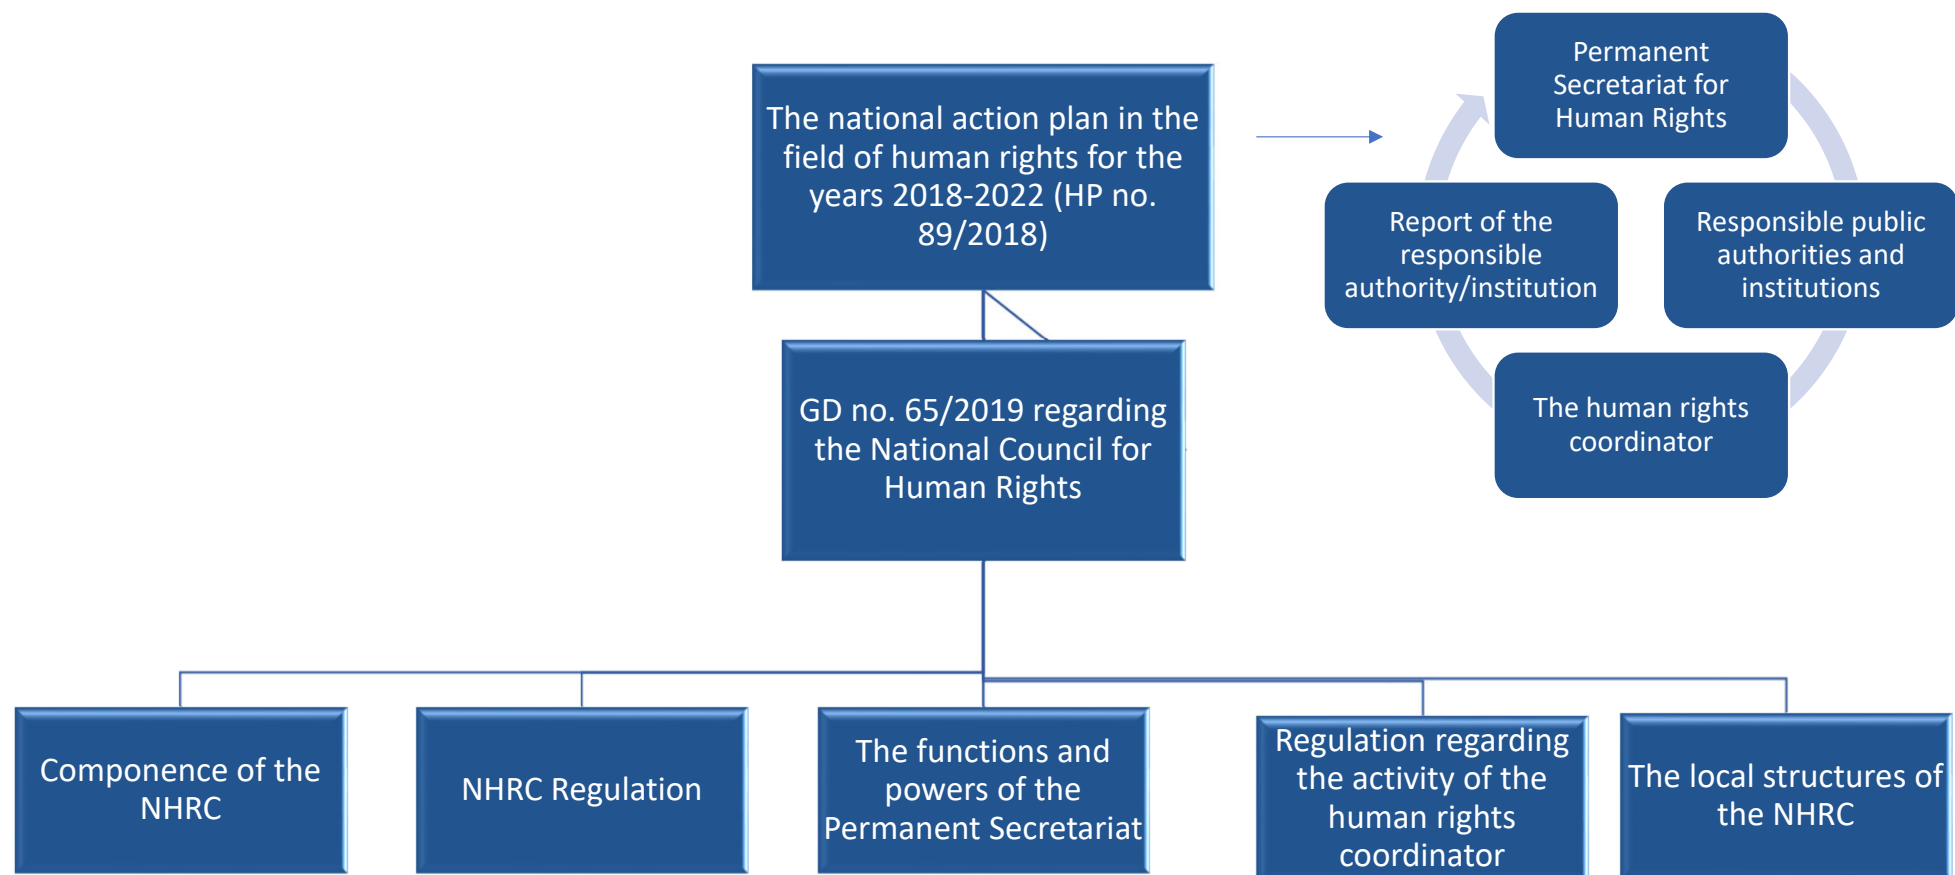 The national action plan in the
field of human rights for the
years 2018-2022 (HP no.
89/2018)
Permanent
Secretariat for
Human Rights
Responsible public
authorities and
institutions
The human rights
coordinator
Report of the
responsible
authority/institution
GD no. 65/2019 regarding
the National Council for
Human Rights
Componence of the
NHRC
NHRC Regulation
The functions and
powers of the
Permanent Secretariat
Regulation regarding
the activity of the
human rights
coordinator
The local structures of
the NHRC